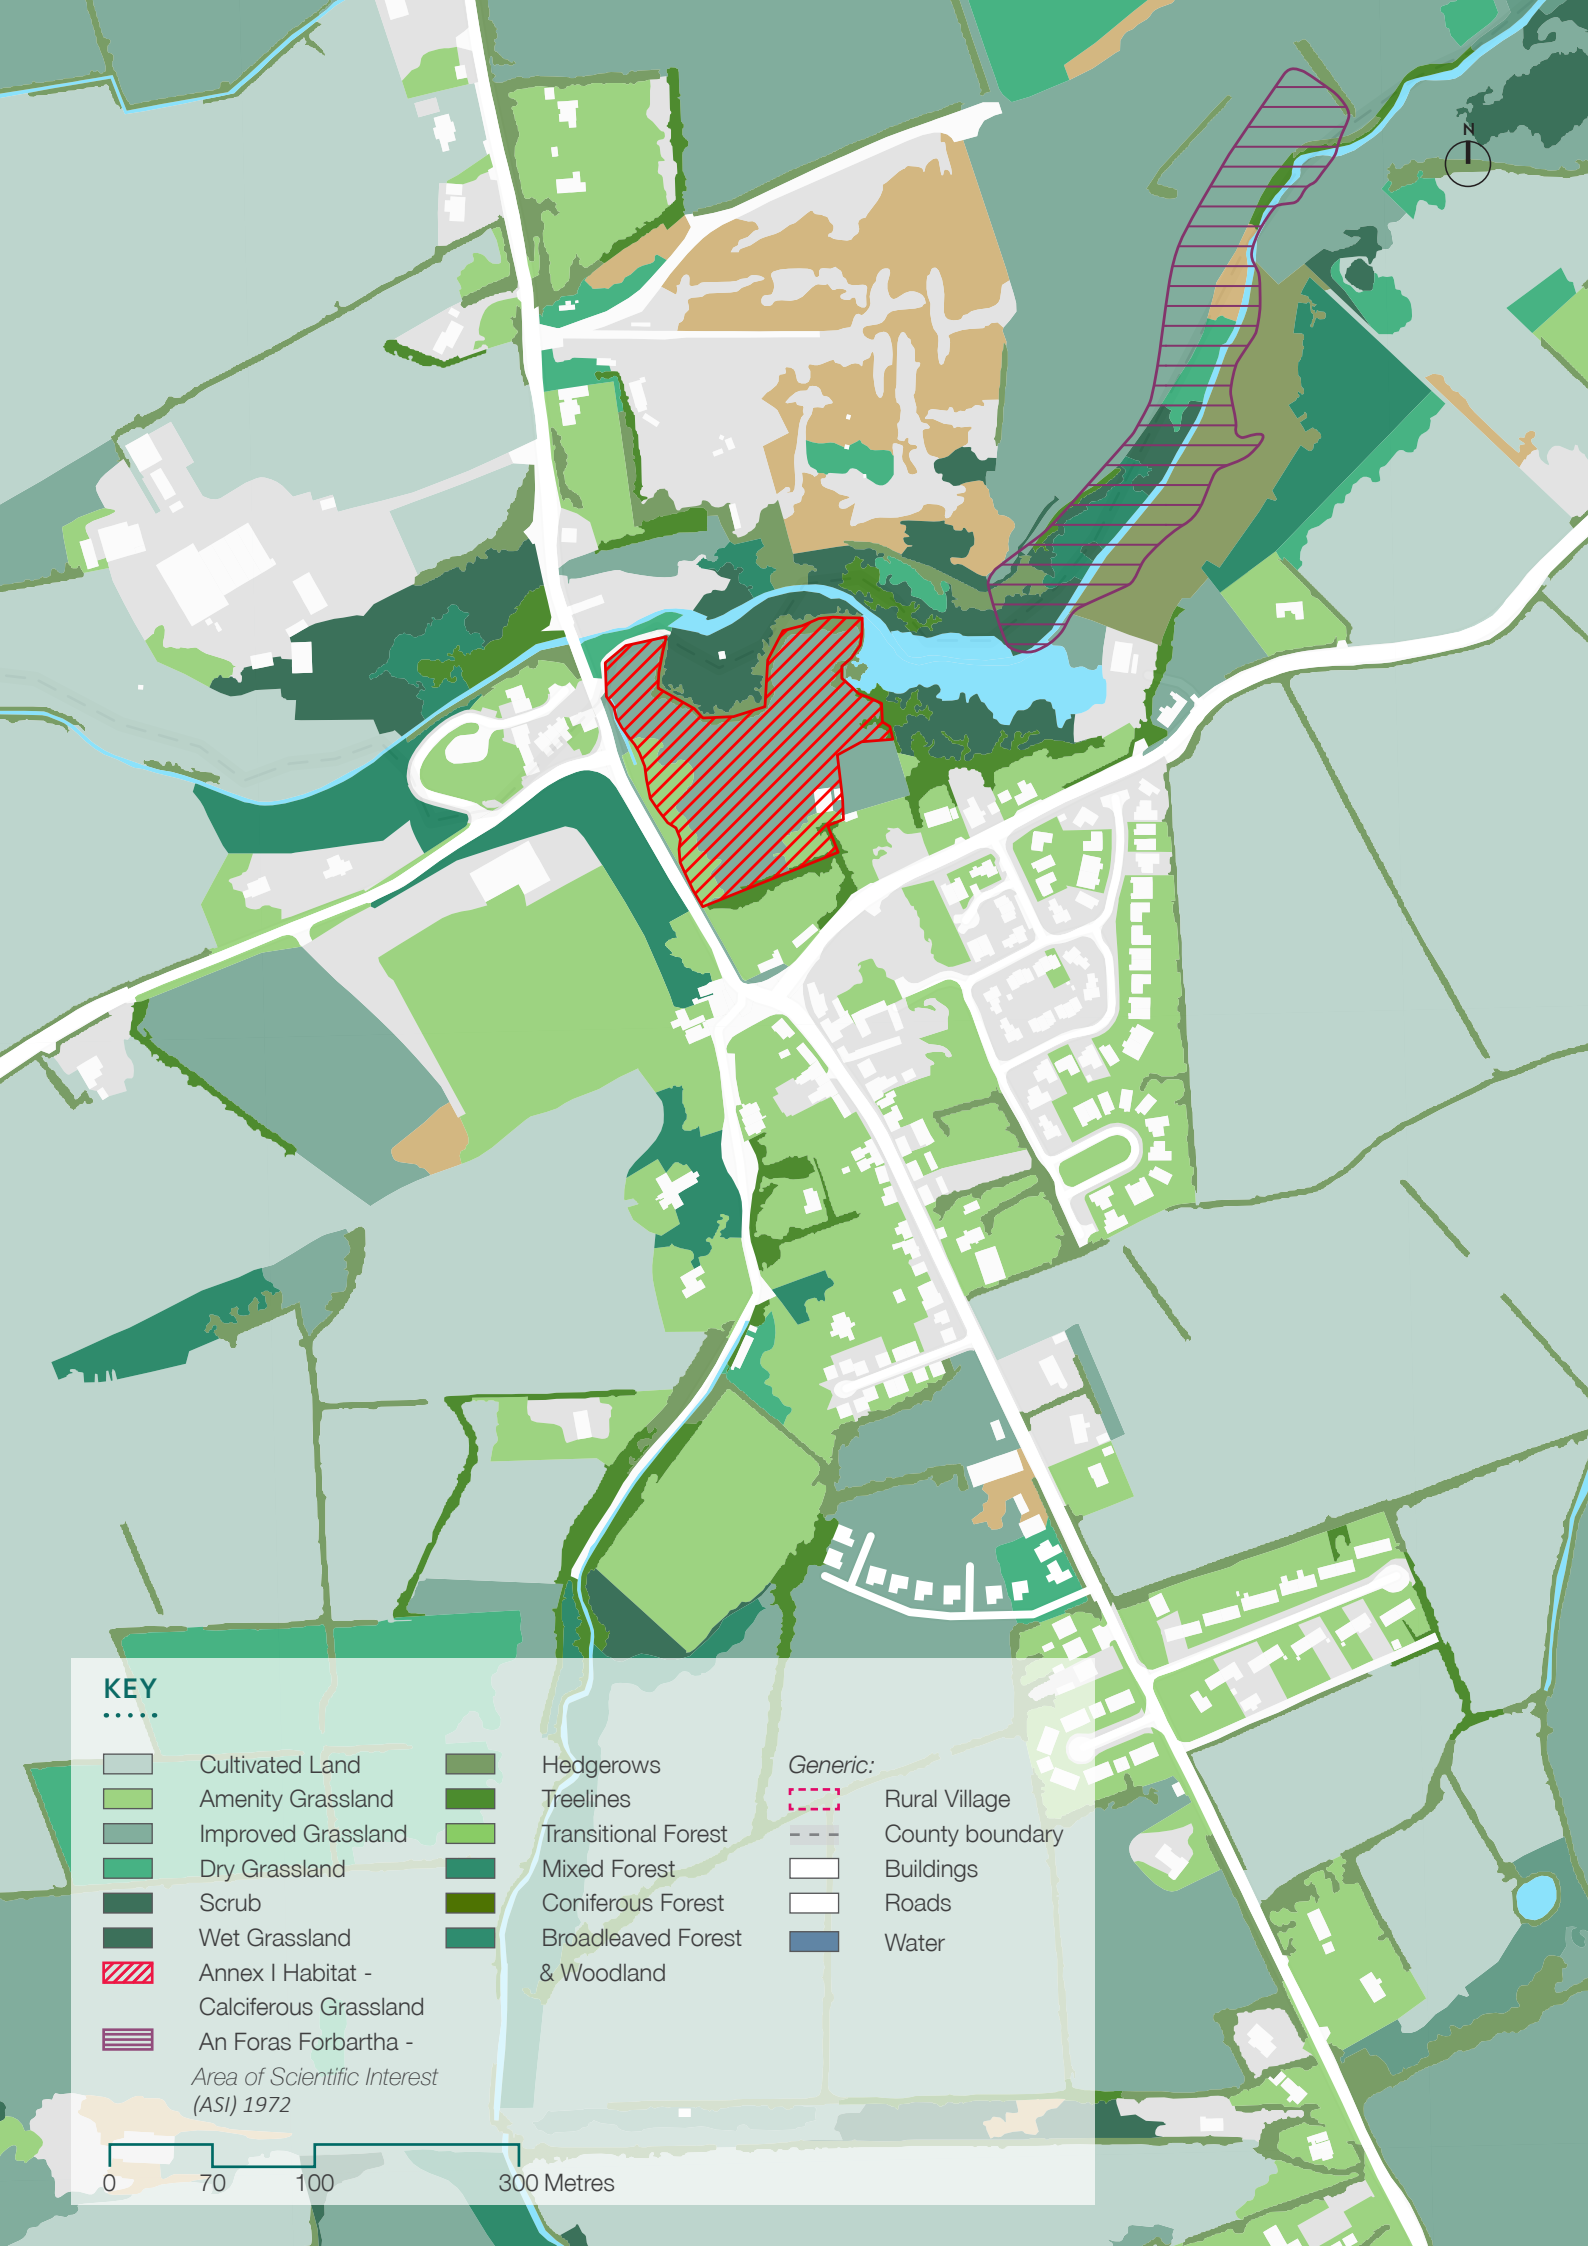 N
KEY
Cultivated Land
Amenity Grassland
Improved Grassland
Dry Grassland
Scrub
Wet Grassland
Annex I Habitat -
Calciferous Grassland
An Foras Forbartha -
Area of Scientific Interest
(ASI) 1972
Hedgerows
Treelines
Transitional Forest
Mixed Forest
Coniferous Forest
Broadleaved Forest
& Woodland
Generic:
Rural Village
County boundary
Buildings
Roads
Water
0 70 100 300 Metres